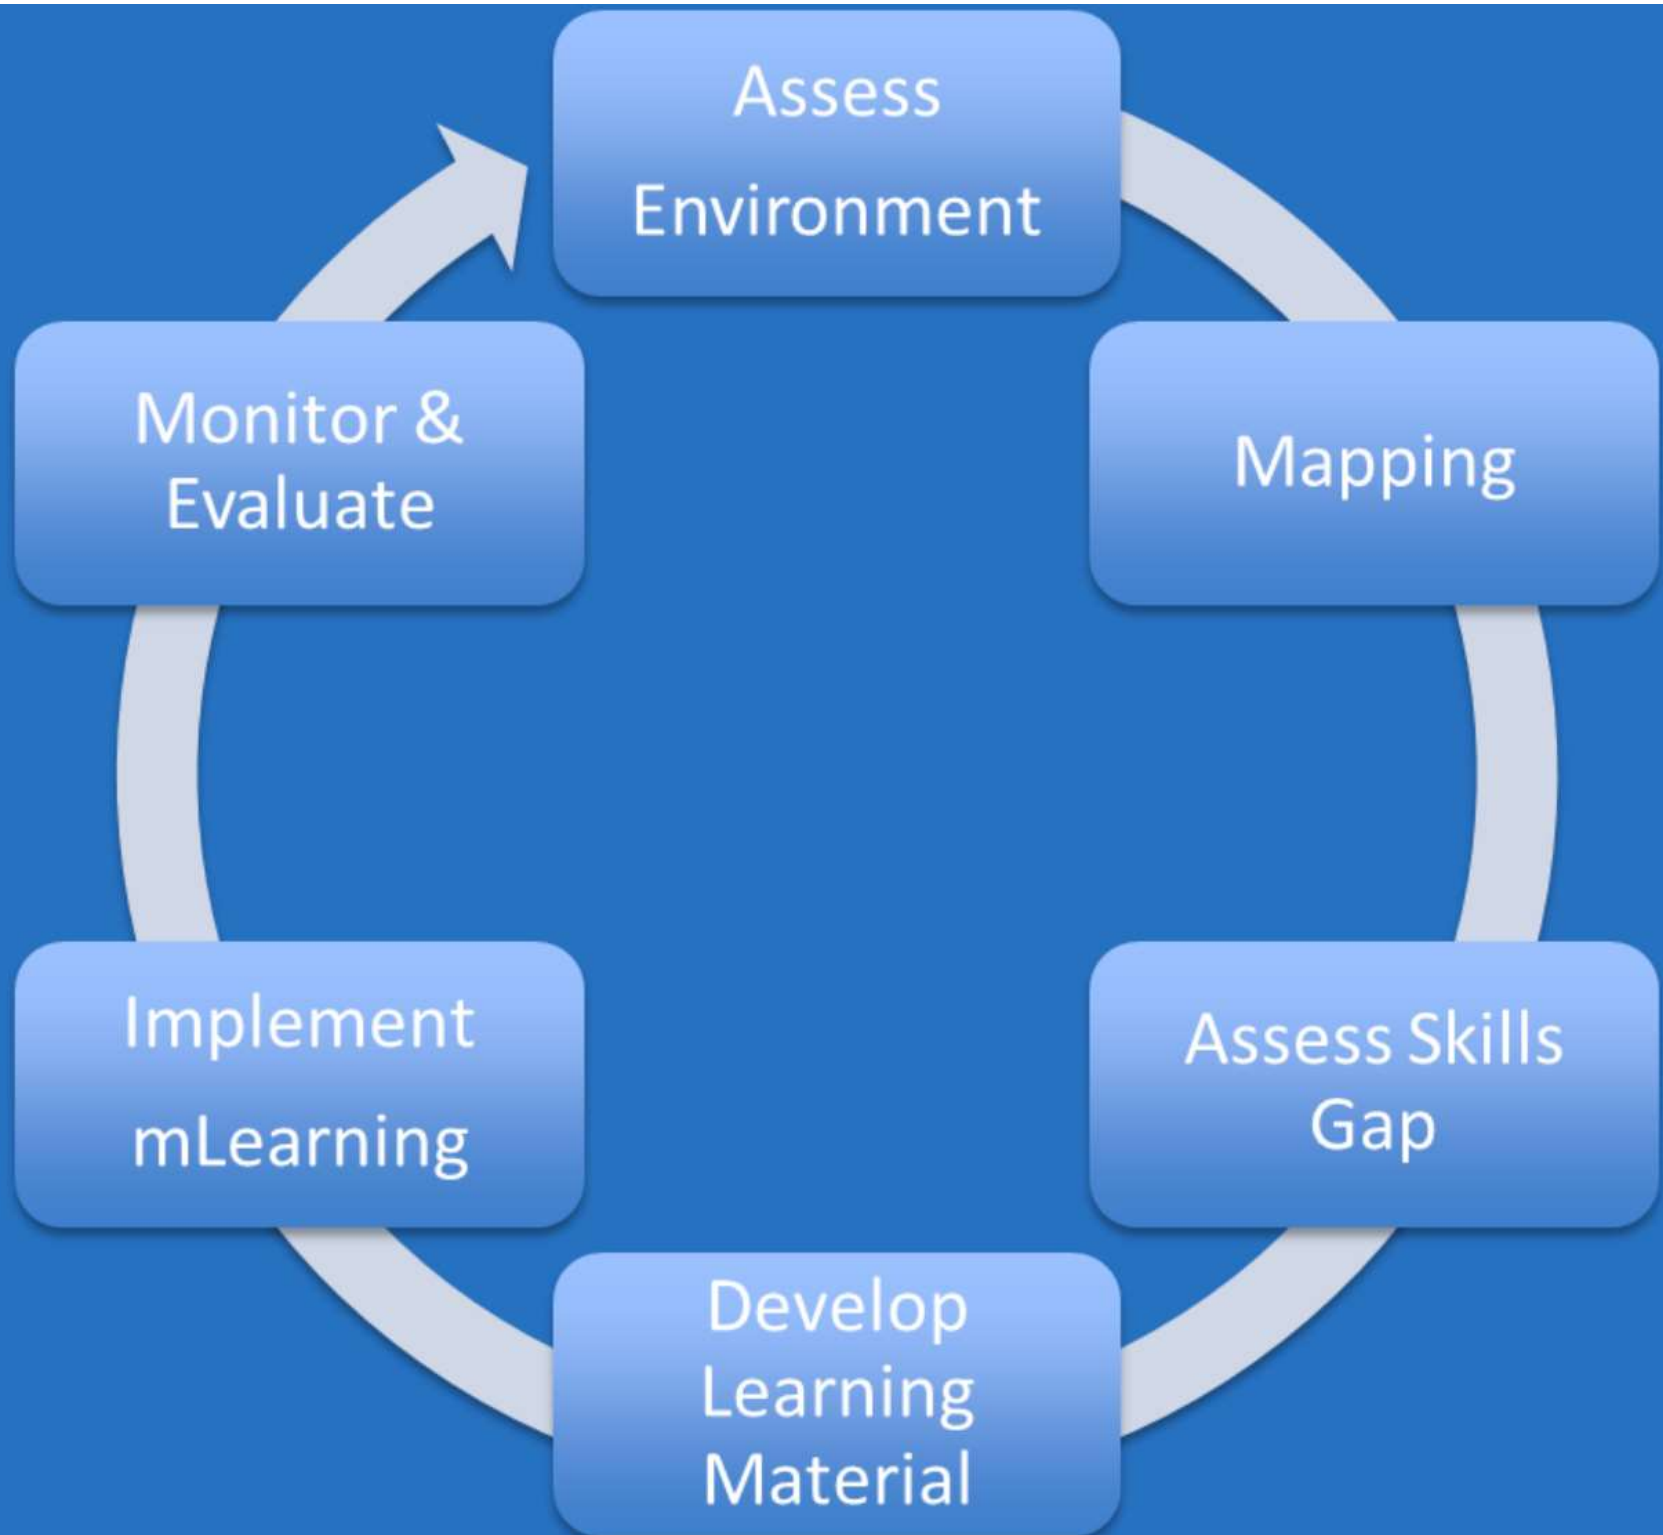 Assess
Environment
Mapping
Assess Skills
Gap
Develop
Learning
Material
Implement
mLearning
Monitor &
Evaluate